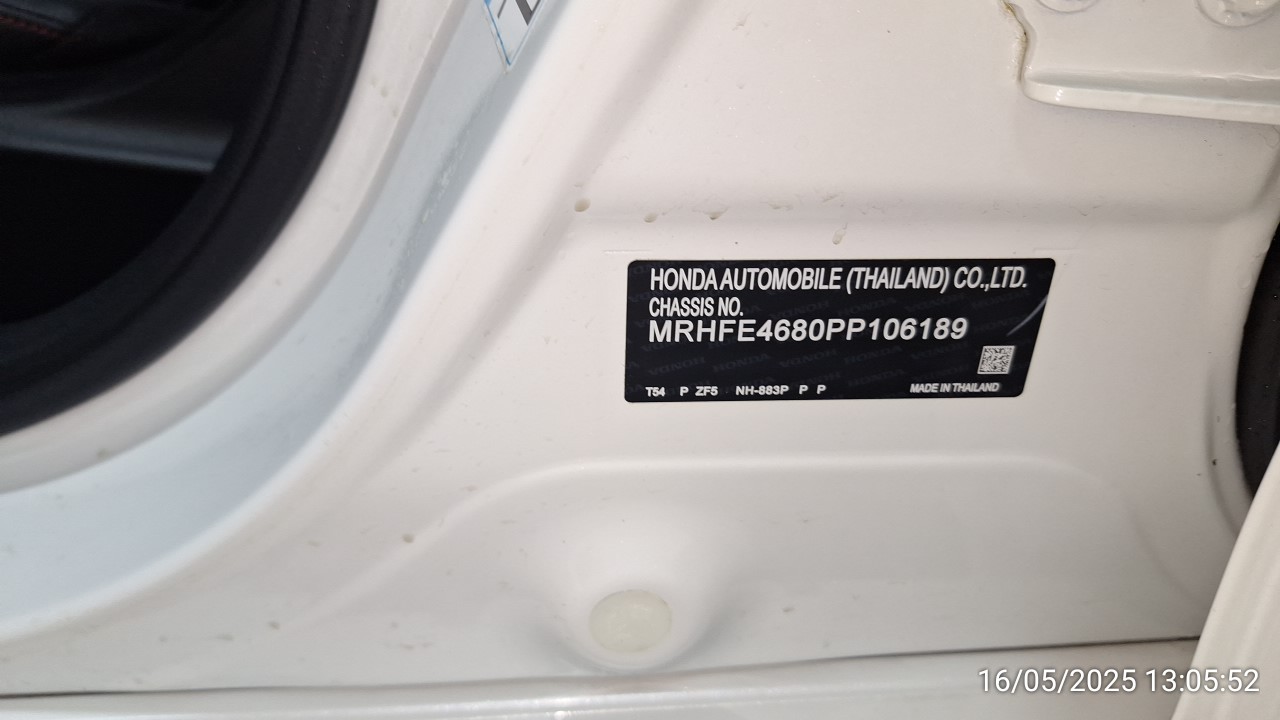 HONDA AUTOMOBILE (THAILAND) CO.,LTD.
CHASSIS NO.
MRHFE4680PP106189
T54 P ZF5 NH-883P P P MADE IN THAILAND
16/05/2025 13:05:52